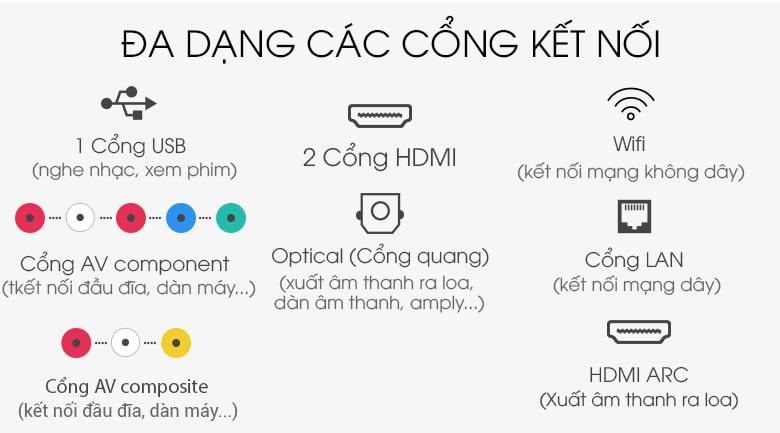 ĐA DẠNG CÁC CỔNG KẾT NỐI
1 Cổng USB
(nghe nhạc, xem phim)
2 Cổng HDMI
Wifi
(kết nối mạng không dây)
Cổng AV component
(tkết nối đầu đĩa, dàn máy...)
Optical (Cổng quang)
(xuất âm thanh ra loa,
dàn âm thanh, amply...)
Cổng LAN
(kết nối mạng dây)
Cổng AV composite
(kết nối đầu đĩa, dàn máy...)
HDMI ARC
(Xuất âm thanh ra loa)